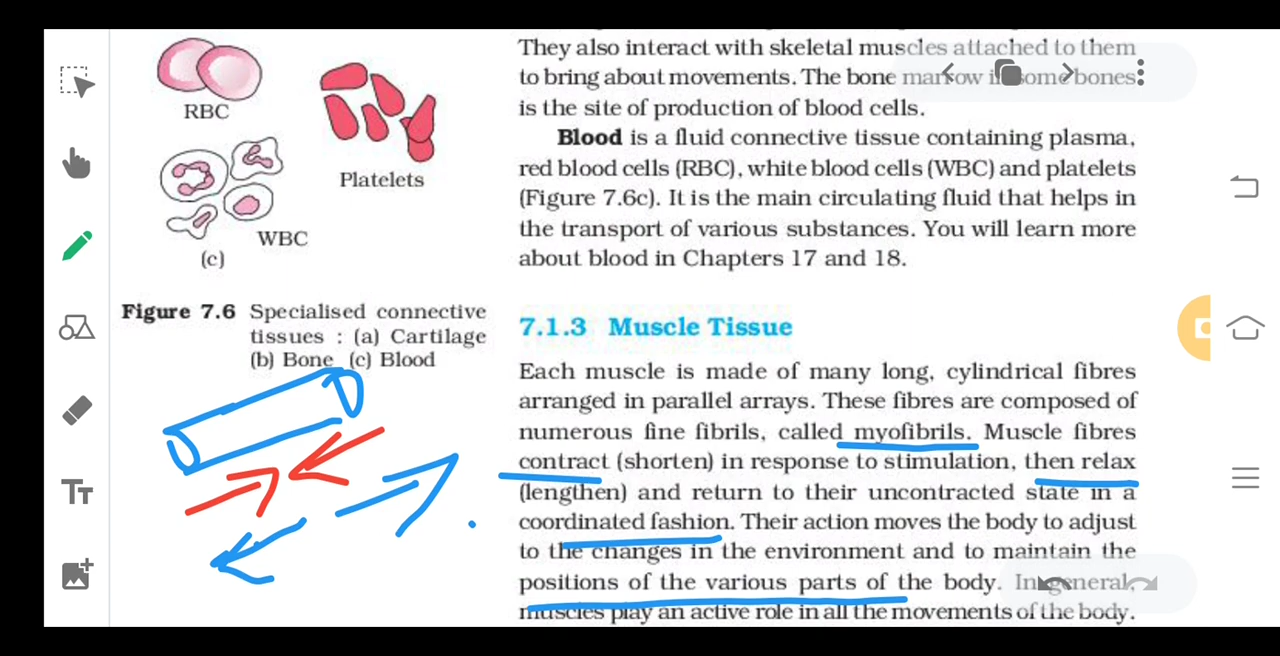 RBC
Platelets
WBC
(c)
Figure 7.6 Specialised connective
tissues : (a) Cartilage
(b) Bone (c) Blood
They also interact with skeletal muscles attached to them
to bring about movements. The bone marrow in some bones
is the site of production of blood cells.
Blood is a fluid connective tissue containing plasma,
red blood cells (RBC), white blood cells (WBC) and platelets
(Figure 7.6c). It is the main circulating fluid that helps in
the transport of various substances. You will learn more
about blood in Chapters 17 and 18.
7.1.3 Muscle Tissue
Each muscle is made of many long, cylindrical fibres
arranged in parallel arrays. These fibres are composed of
numerous fine fibrils, called myofibrils. Muscle fibres
contract (shorten) in response to stimulation, then relax
(lengthen) and return to their uncontracted state in a
coordinated fashion. Their action moves the body to adjust
to the changes in the environment and to maintain the
positions of the various parts of the body. In general,
muscles play an active role in all the movements of the body.
Tт